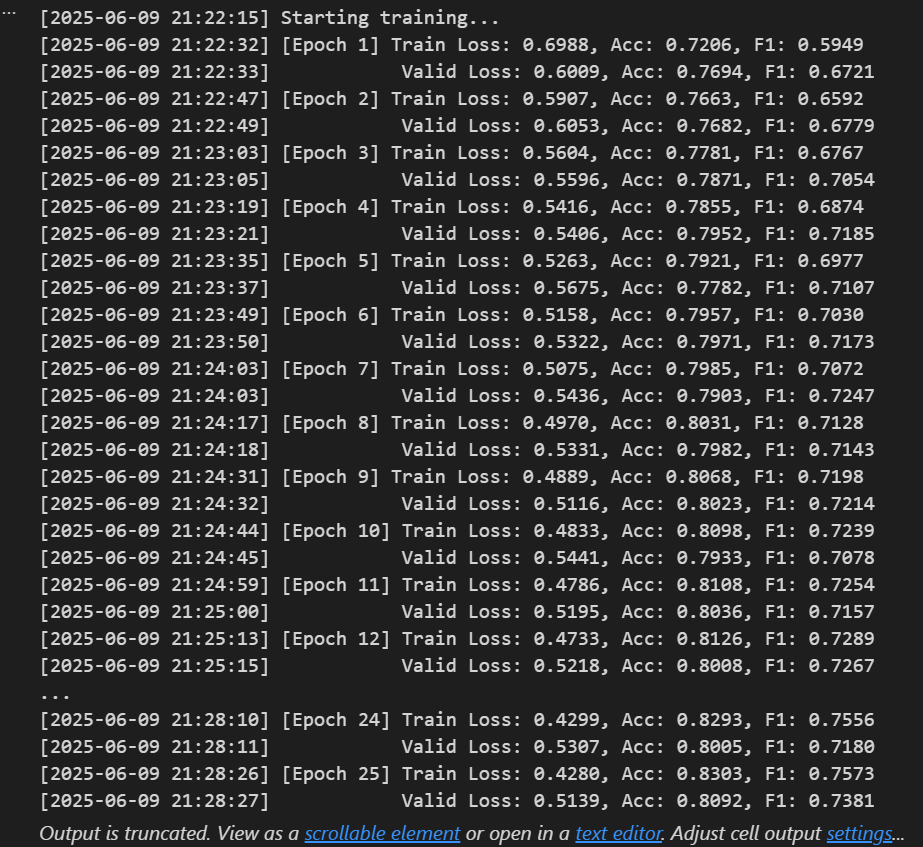 ...
[2025-06-09 21:22:15] Starting training...
[2025-06-09 21:22:32] [Epoch 1] Train Loss: 0.6988, Acc: 0.7206, F1: 0.5949
[2025-06-09 21:22:33]            Valid Loss: 0.6009, Acc: 0.7694, F1: 0.6721
[2025-06-09 21:22:47] [Epoch 2] Train Loss: 0.5907, Acc: 0.7663, F1: 0.6592
[2025-06-09 21:22:49]            Valid Loss: 0.6053, Acc: 0.7682, F1: 0.6779
[2025-06-09 21:23:03] [Epoch 3] Train Loss: 0.5604, Acc: 0.7781, F1: 0.6767
[2025-06-09 21:23:05]            Valid Loss: 0.5596, Acc: 0.7871, F1: 0.7054
[2025-06-09 21:23:19] [Epoch 4] Train Loss: 0.5416, Acc: 0.7855, F1: 0.6874
[2025-06-09 21:23:21]            Valid Loss: 0.5406, Acc: 0.7952, F1: 0.7185
[2025-06-09 21:23:35] [Epoch 5] Train Loss: 0.5263, Acc: 0.7921, F1: 0.6977
[2025-06-09 21:23:37]            Valid Loss: 0.5675, Acc: 0.7782, F1: 0.7107
[2025-06-09 21:23:49] [Epoch 6] Train Loss: 0.5158, Acc: 0.7957, F1: 0.7030
[2025-06-09 21:23:50]            Valid Loss: 0.5322, Acc: 0.7971, F1: 0.7173
[2025-06-09 21:24:03] [Epoch 7] Train Loss: 0.5075, Acc: 0.7985, F1: 0.7072
[2025-06-09 21:24:03]            Valid Loss: 0.5436, Acc: 0.7903, F1: 0.7247
[2025-06-09 21:24:17] [Epoch 8] Train Loss: 0.4970, Acc: 0.8031, F1: 0.7128
[2025-06-09 21:24:18]            Valid Loss: 0.5331, Acc: 0.7982, F1: 0.7143
[2025-06-09 21:24:31] [Epoch 9] Train Loss: 0.4889, Acc: 0.8068, F1: 0.7198
[2025-06-09 21:24:32]            Valid Loss: 0.5116, Acc: 0.8023, F1: 0.7214
[2025-06-09 21:24:44] [Epoch 10] Train Loss: 0.4833, Acc: 0.8098, F1: 0.7239
[2025-06-09 21:24:45]            Valid Loss: 0.5441, Acc: 0.7933, F1: 0.7078
[2025-06-09 21:24:59] [Epoch 11] Train Loss: 0.4786, Acc: 0.8108, F1: 0.7254
[2025-06-09 21:25:00]            Valid Loss: 0.5195, Acc: 0.8036, F1: 0.7157
[2025-06-09 21:25:13] [Epoch 12] Train Loss: 0.4733, Acc: 0.8126, F1: 0.7289
[2025-06-09 21:25:15]            Valid Loss: 0.5218, Acc: 0.8008, F1: 0.7267
...
[2025-06-09 21:28:10] [Epoch 24] Train Loss: 0.4299, Acc: 0.8293, F1: 0.7556
[2025-06-09 21:28:11]            Valid Loss: 0.5307, Acc: 0.8005, F1: 0.7180
[2025-06-09 21:28:26] [Epoch 25] Train Loss: 0.4280, Acc: 0.8303, F1: 0.7573
[2025-06-09 21:28:27]            Valid Loss: 0.5139, Acc: 0.8092, F1: 0.7381
Output is truncated. View as a scrollable element or open in a text editor. Adjust cell output settings...